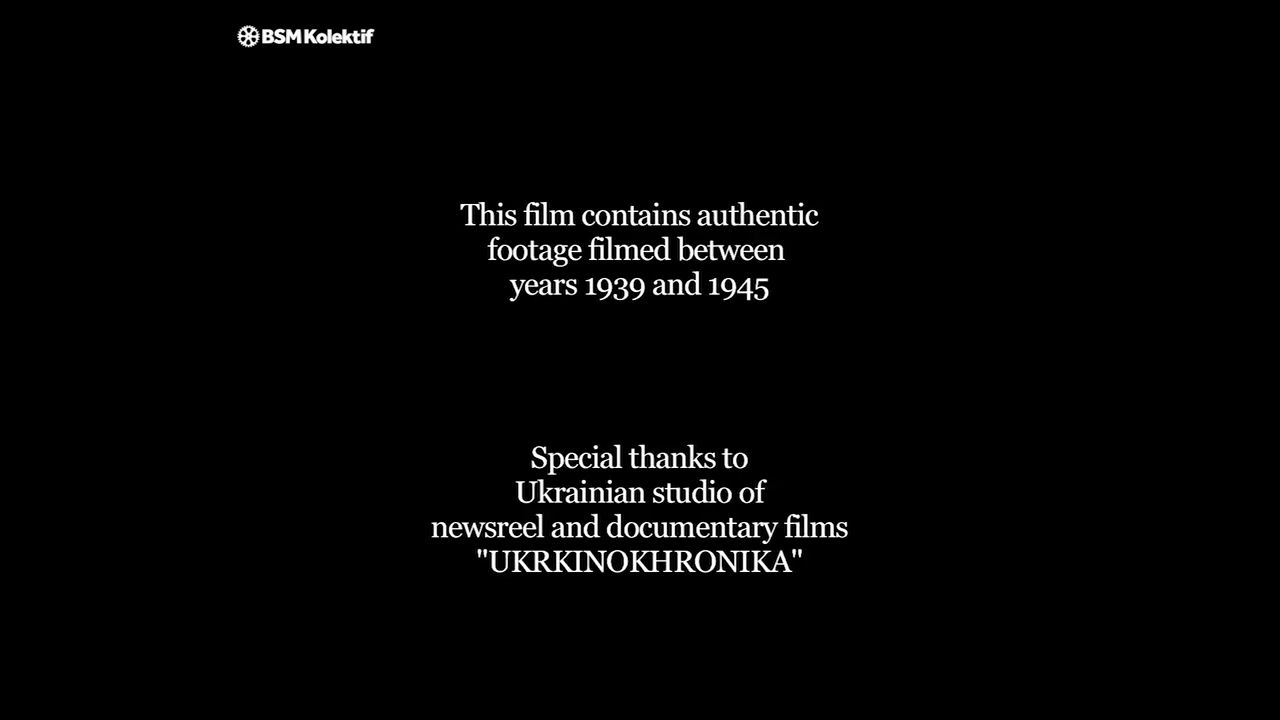 BSM Kolektif
This film contains authentic
footage filmed between
years 1939 and 1945
Special thanks to
Ukrainian studio of
newsreel and documentary films
"UKRKINOKHRONIKA"